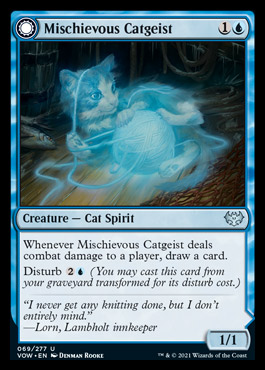 Mischievous Catgeist 1
Creature — Cat Spirit
Whenever Mischievous Catgeist deals
combat damage to a player, draw a card.
Disturb 2 (You may cast this card from
your graveyard transformed for its disturb cost.)
“I never get any knitting done, but I don’t
entirely mind.”
—Lorn, Lambholt innkeeper
1/1
069/277 U
VOW • EN DENMAN ROOKE
™ & © 2021 Wizards of the Coast